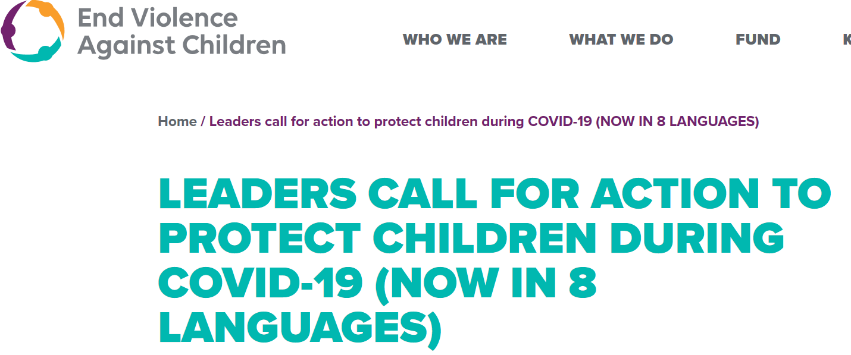 End Violence
Against Children
WHO WE ARE
WHAT WE DO
FUND
Home / Leaders call for action to protect children during COVID-19 (NOW IN 8 LANGUAGES)
LEADERS CALL FOR ACTION TO
PROTECT CHILDREN DURING
COVID-19 (NOW IN 8
LANGUAGES)